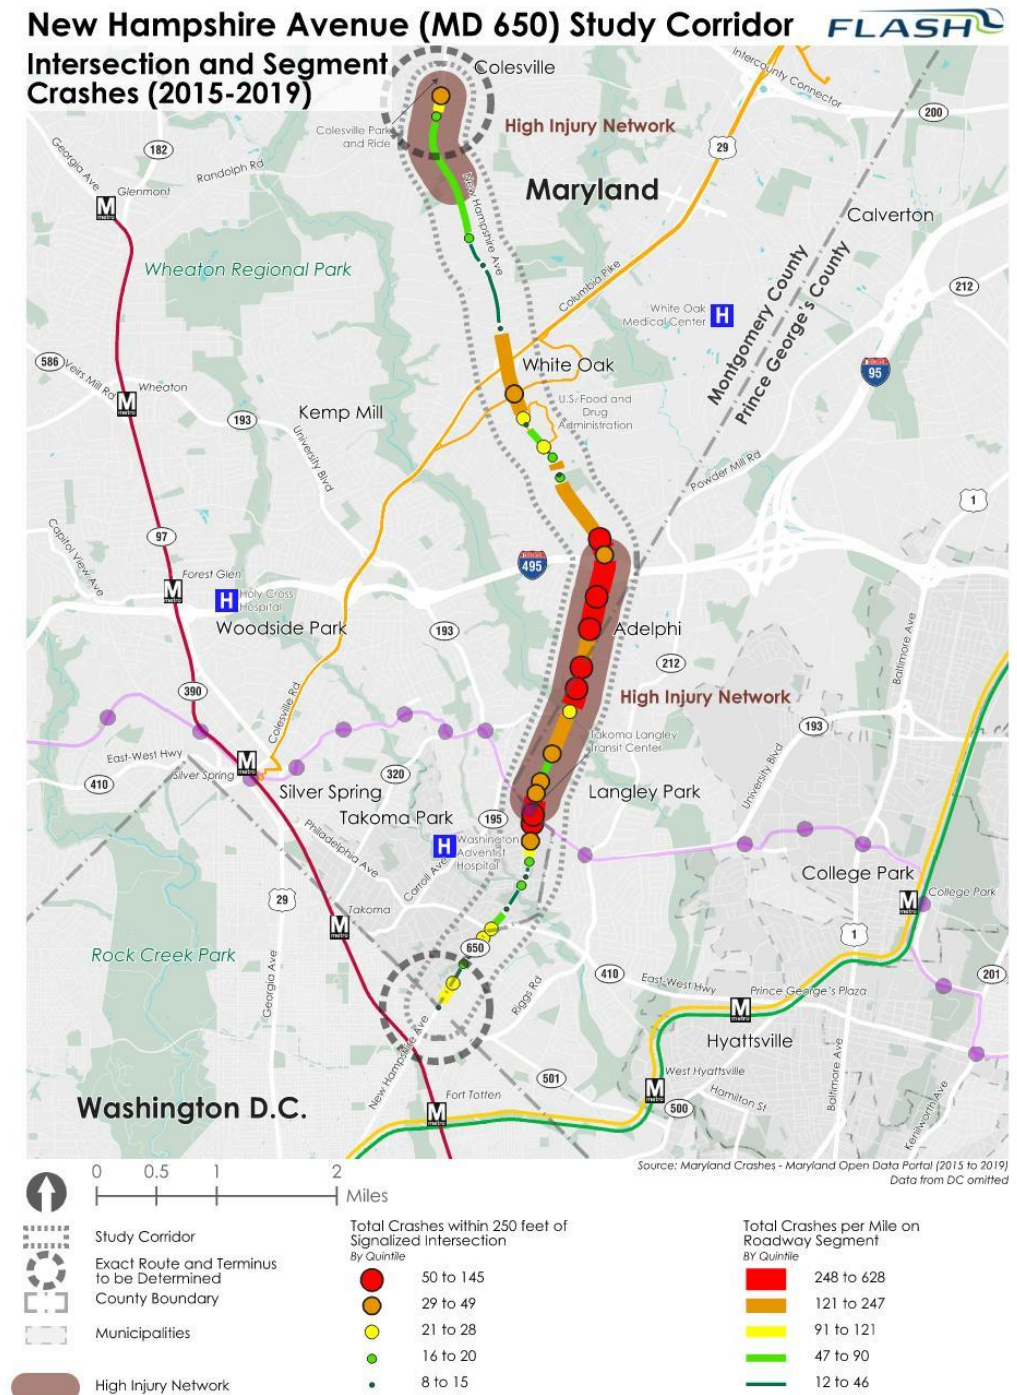 New Hampshire Avenue (MD 650) Study Corridor
FLASH
Intersection and Segment
Crashes (2015-2019)
Colesville
Intercounty Connector
200
Colesville Park
and Ride
High Injury Network
29
182
Georgia Ave
Glenmont
Randolph Rd
M
metro
New Hampshire Ave
Maryland
Calverton
Wheaton Regional Park
Columbia Pike
Montgomery County
Prince George's County
212
White Oak
Medical Center
H
586
Veirs Mill Rd
Wheaton
M
metro
White Oak
95
193
Kemp Mill
U.S. Food and
Drug
Administration
University Blvd
Powder Mill Rd
1
97
Capitol View Ave
495
Forest Glen
M
metro
H
Holy Cross
Hospital
Woodside Park
193
Adelphi
212
Baltimore Ave
390
Colesville Rd
High Injury Network
193
Takoma Langley
Transit Center
University Blvd
East-West Hwy
410
Silver Spring
M
metro
320
Silver Spring
Langley Park
Takoma Park
195
Philadelphia Ave
H
Washington
Adventist
Hospital
Carroll Ave
College Park
29
College Park
M
metro
Takoma
M
metro
1
650
Rock Creek Park
Georgia Ave
410
East-West Hwy
Prince George's Plaza
201
Riggs Rd
M
metro
New Hampshire Ave
Hyattsville
Baltimore Ave
West Hyattsville
M
metro
501
Hamilton St
500
Kenilworth Ave
Fort Totten
M
metro
Washington D.C.
Source: Maryland Crashes - Maryland Open Data Portal (2015 to 2019)
Data from DC omitted
0 0.5 1 2
Miles
Study Corridor
Exact Route and Terminus
to be Determined
County Boundary
Municipalities
High Injury Network
Total Crashes within 250 feet of
Signalized Intersection
By Quintile
50 to 145
29 to 49
21 to 28
16 to 20
8 to 15
Total Crashes per Mile on
Roadway Segment
BY Quintile
248 to 628
121 to 247
91 to 121
47 to 90
12 to 46